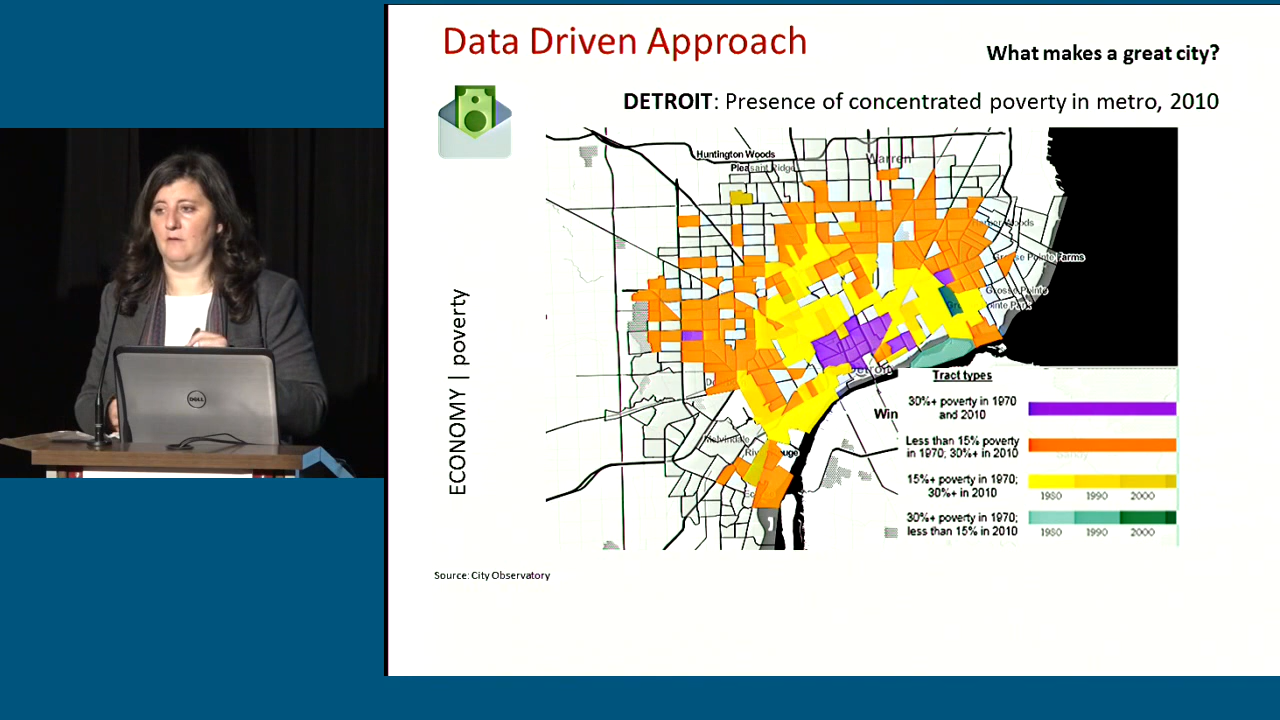 Data Driven Approach
What makes a great city?
DETROIT: Presence of concentrated poverty in metro, 2010
ECONOMY | poverty
Huntington Woods
Pleasant Ridge
Warren
Grosse Pointe Farms
Grosse Pointe
Detroit
Melvindale
Win
Tract types
30%+ poverty in 1970
and 2010
Less than 15% poverty
in 1970; 30%+ in 2010
15%+ poverty in 1970;
30%+ in 2010
1980 1990 2000
30%+ poverty in 1970;
less than 15% in 2010
1980 1990 2000
Source: City Observatory
DELL